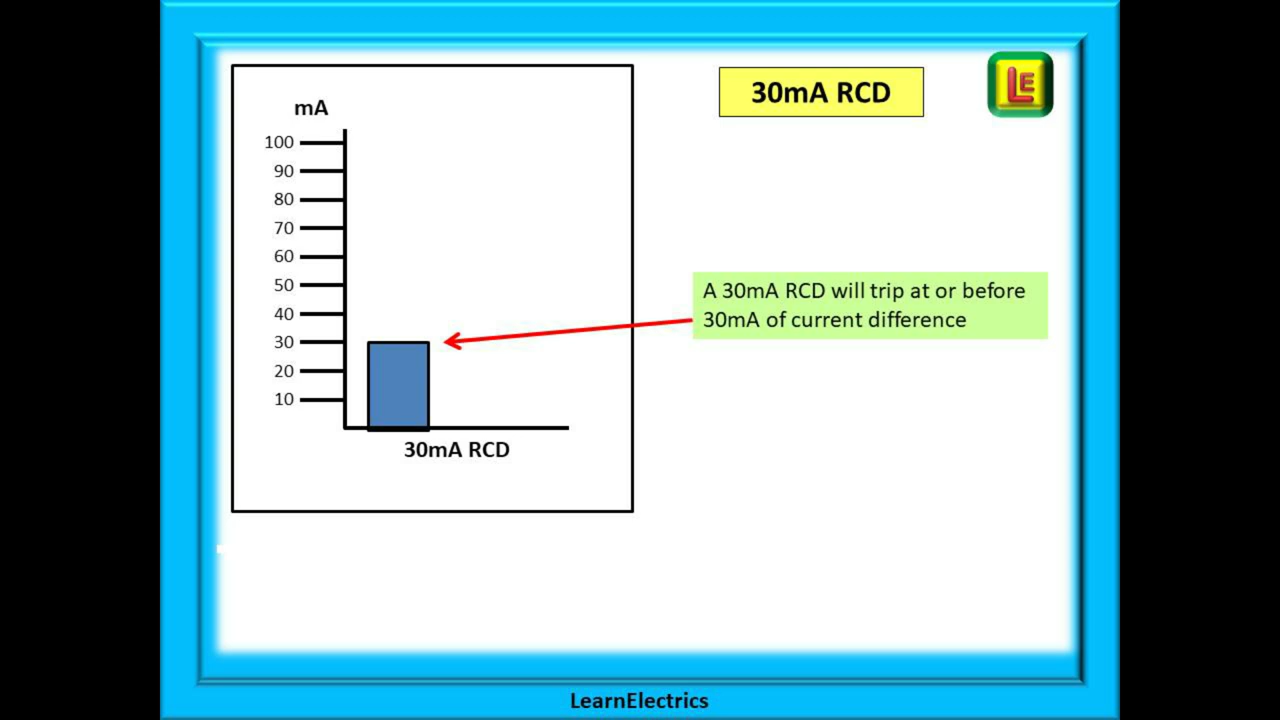 30mA RCD
LE
mA
100
90
80
70
60
50
40
30
20
10
30mA RCD
A 30mA RCD will trip at or before
30mA of current difference
LearnElectrics